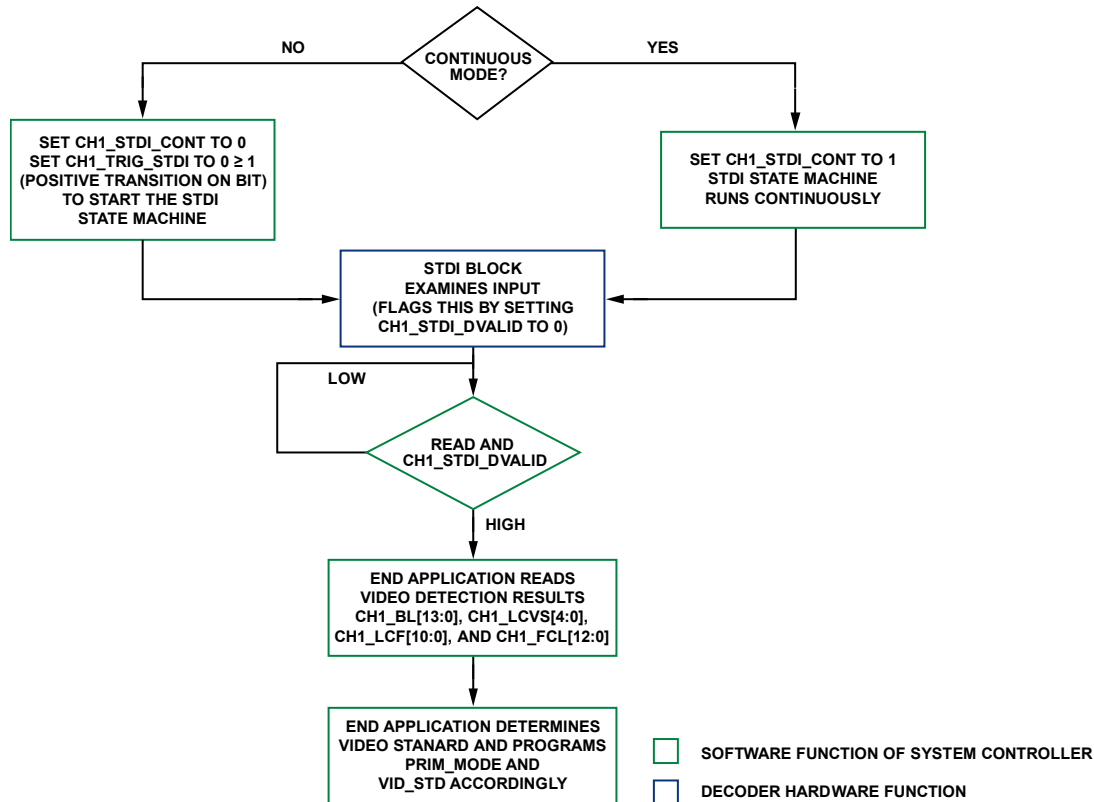 CONTINUOUS
MODE?
NO
YES
SET CH1_STDI_CONT TO 0
SET CH1_TRIG_STDI TO 0 ≥ 1
(POSITIVE TRANSITION ON BIT)
TO START THE STDI
STATE MACHINE
SET CH1_STDI_CONT TO 1
STDI STATE MACHINE
RUNS CONTINUOUSLY
STDI BLOCK
EXAMINES INPUT
(FLAGS THIS BY SETTING
CH1_STDI_DVALID TO 0)
LOW
READ AND
CH1_STDI_DVALID
HIGH
END APPLICATION READS
VIDEO DETECTION RESULTS
CH1_BL[13:0], CH1_LCVS[4:0],
CH1_LCF[10:0], AND CH1_FCL[12:0]
END APPLICATION DETERMINES
VIDEO STANARD AND PROGRAMS
PRIM_MODE AND
VID_STD ACCORDINGLY
SOFTWARE FUNCTION OF SYSTEM CONTROLLER
DECODER HARDWARE FUNCTION